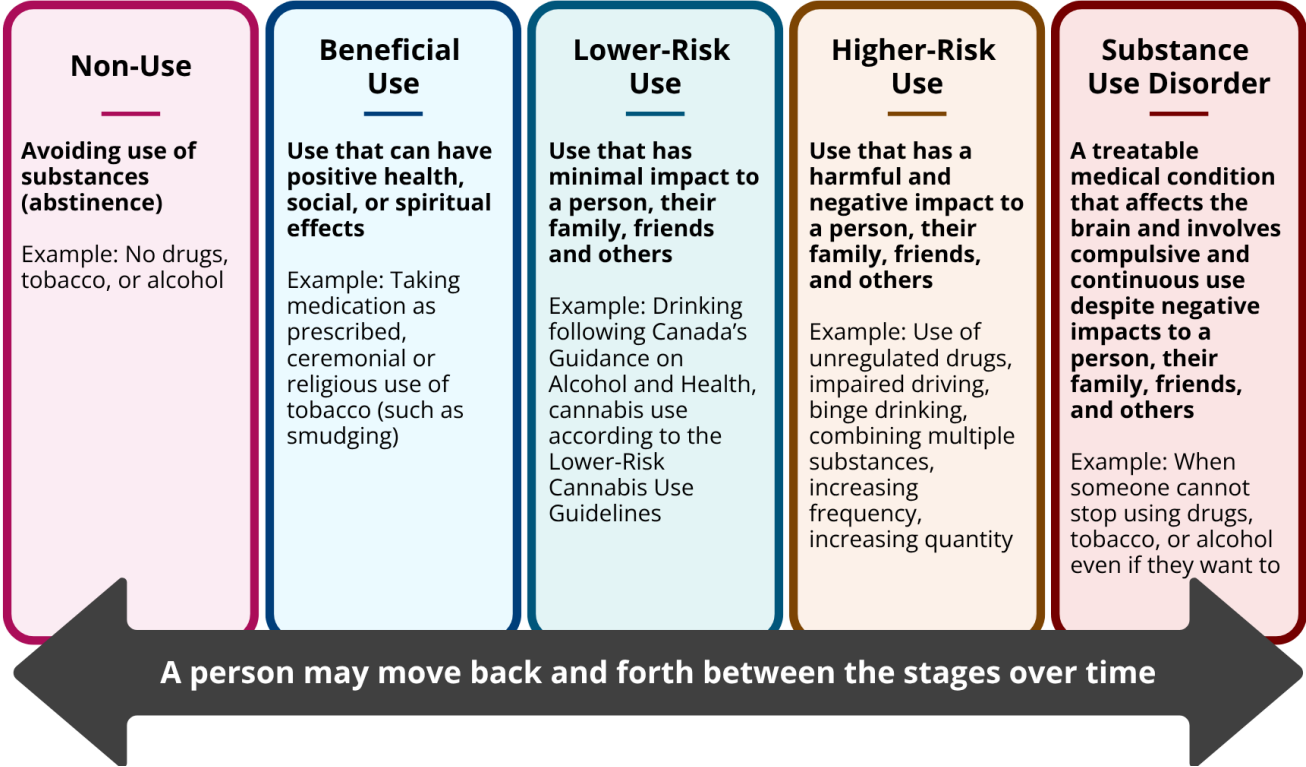 Non-Use
Avoiding use of
substances
(abstinence)
Example: No drugs,
tobacco, or alcohol
Beneficial
Use
Use that can have
positive health,
social, or spiritual
effects
Example: Taking
medication as
prescribed,
ceremonial or
religious use of
tobacco (such as
smudging)
Lower-Risk
Use
Use that has
minimal impact to
a person, their
family, friends
and others
Example: Drinking
following Canada’s
Guidance on
Alcohol and Health,
cannabis use
according to the
Lower-Risk
Cannabis Use
Guidelines
Higher-Risk
Use
Use that has a
harmful and
negative impact to
a person, their
family, friends,
and others
Example: Use of
unregulated drugs,
impaired driving,
binge drinking,
combining multiple
substances,
increasing
frequency,
increasing quantity
Substance
Use Disorder
A treatable
medical condition
that affects the
brain and involves
compulsive and
continuous use
despite negative
impacts to a
person, their
family, friends,
and others
Example: When
someone cannot
stop using drugs,
tobacco, or alcohol
even if they want to
A person may move back and forth between the stages over time